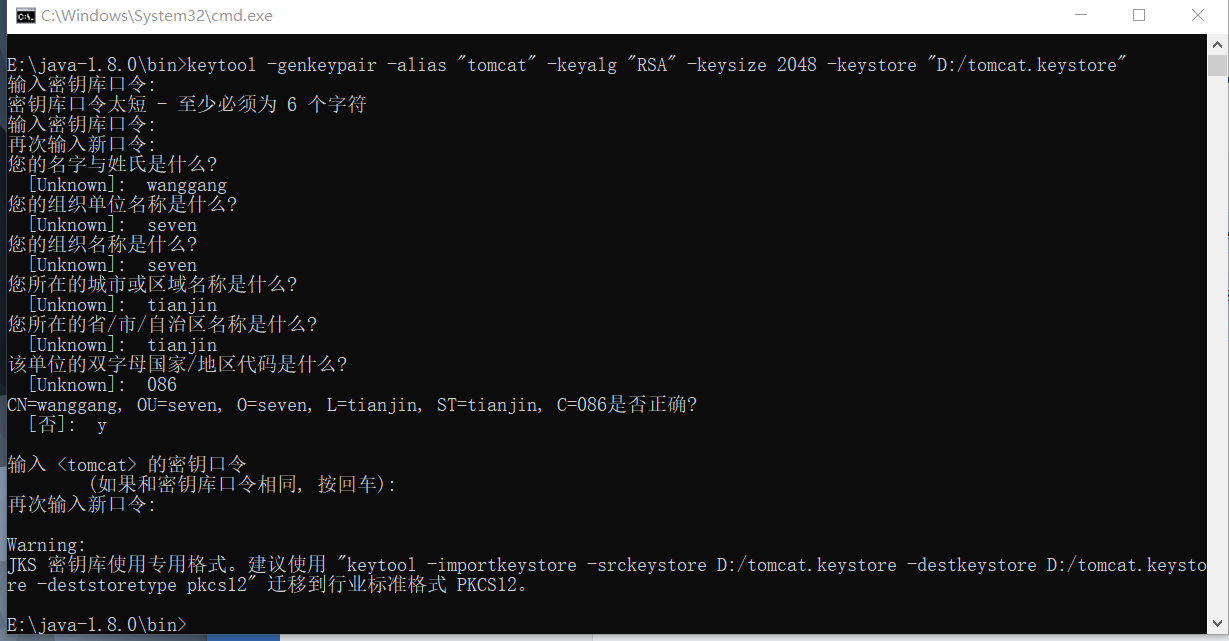 C:\Windows\System32\cmd.exe
E:\java-1.8.0\bin>keytool -genkeypair -alias "tomcat" -keyalg "RSA" -keysize 2048 -keystore "D:/tomcat.keystore"
输入密钥库口令:
密钥库口令太短 - 至少必须为 6 个字符
输入密钥库口令:
再次输入新口令:
您的名字与姓氏是什么?
[Unknown]:  wanggang
您的组织单位名称是什么?
[Unknown]:  seven
您的组织名称是什么?
[Unknown]:  seven
您所在的城市或区域名称是什么?
[Unknown]:  tianjin
您所在的省/市/自治区名称是什么?
[Unknown]:  tianjin
该单位的双字母国家/地区代码是什么?
[Unknown]:  086
CN=wanggang, OU=seven, O=seven, L=tianjin, ST=tianjin, C=086是否正确?
[否]:  y
输入 <tomcat> 的密钥口令
(如果和密钥库口令相同, 按回车):
再次输入新口令:
Warning:
JKS 密钥库使用专用格式。建议使用 "keytool -importkeystore -srckeystore D:/tomcat.keystore -destkeystore D:/tomcat.keysto
re -deststoretype pkcs12" 迁移到行业标准格式 PKCS12。
E:\java-1.8.0\bin>